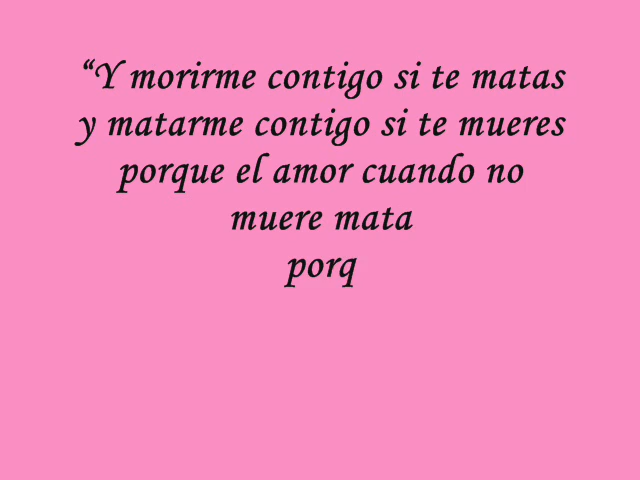 “Y morirme contigo si te matas
y matarme contigo si te mueres
porque el amor cuando no
muere mata
porq